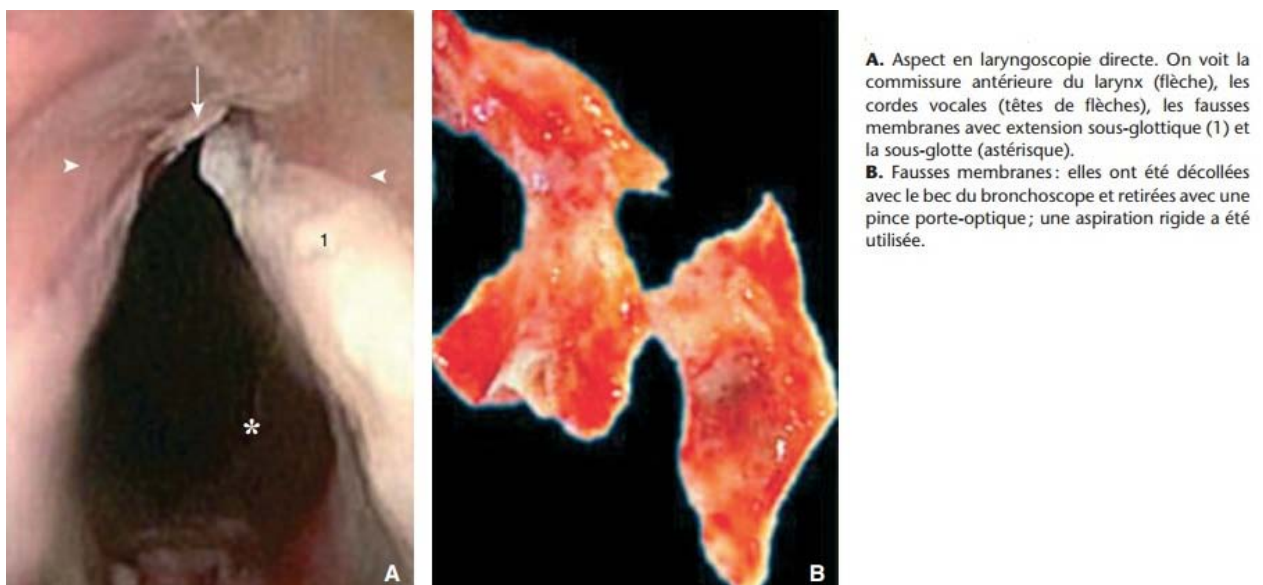 1
*
A
B
A. Aspect en laryngoscopie directe. On voit la
commissure antérieure du larynx (flèche), les
cordes vocales (têtes de flèches), les fausses
membranes avec extension sous-glottique (1) et
la sous-glotte (astérisque).
B. Fausses membranes : elles ont été décollées
avec le bec du bronchoscope et retirées avec une
pince porte-optique ; une aspiration rigide a été
utilisée.